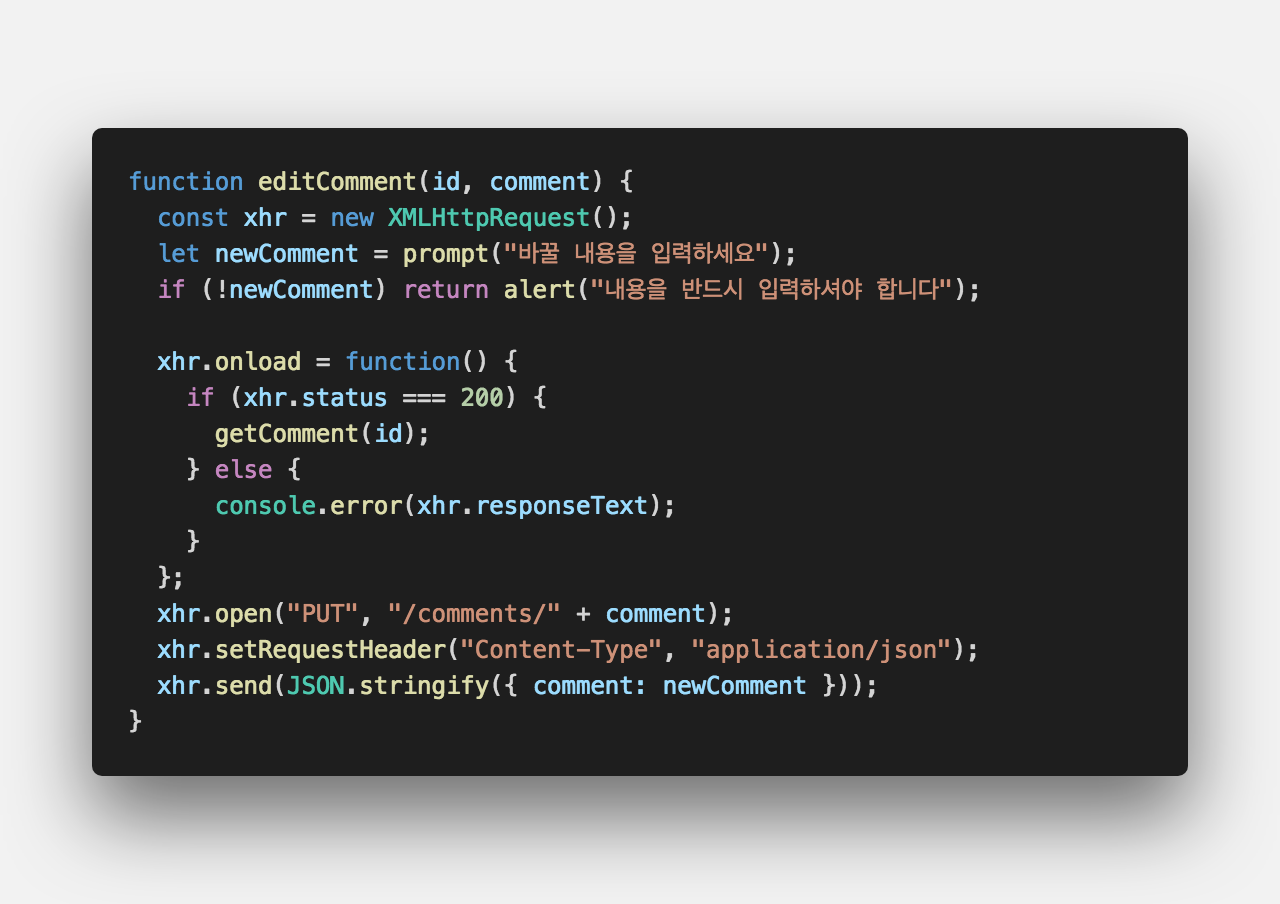 function editComment(id, comment) {
  const xhr = new XMLHttpRequest();
  let newComment = prompt("바꿀 내용을 입력하세요");
  if (!newComment) return alert("내용을 반드시 입력하셔야 합니다");

  xhr.onload = function() {
    if (xhr.status === 200) {
      getComment(id);
    } else {
      console.error(xhr.responseText);
    }
  };
  xhr.open("PUT", "/comments/" + comment);
  xhr.setRequestHeader("Content-Type", "application/json");
  xhr.send(JSON.stringify({ comment: newComment }));
}